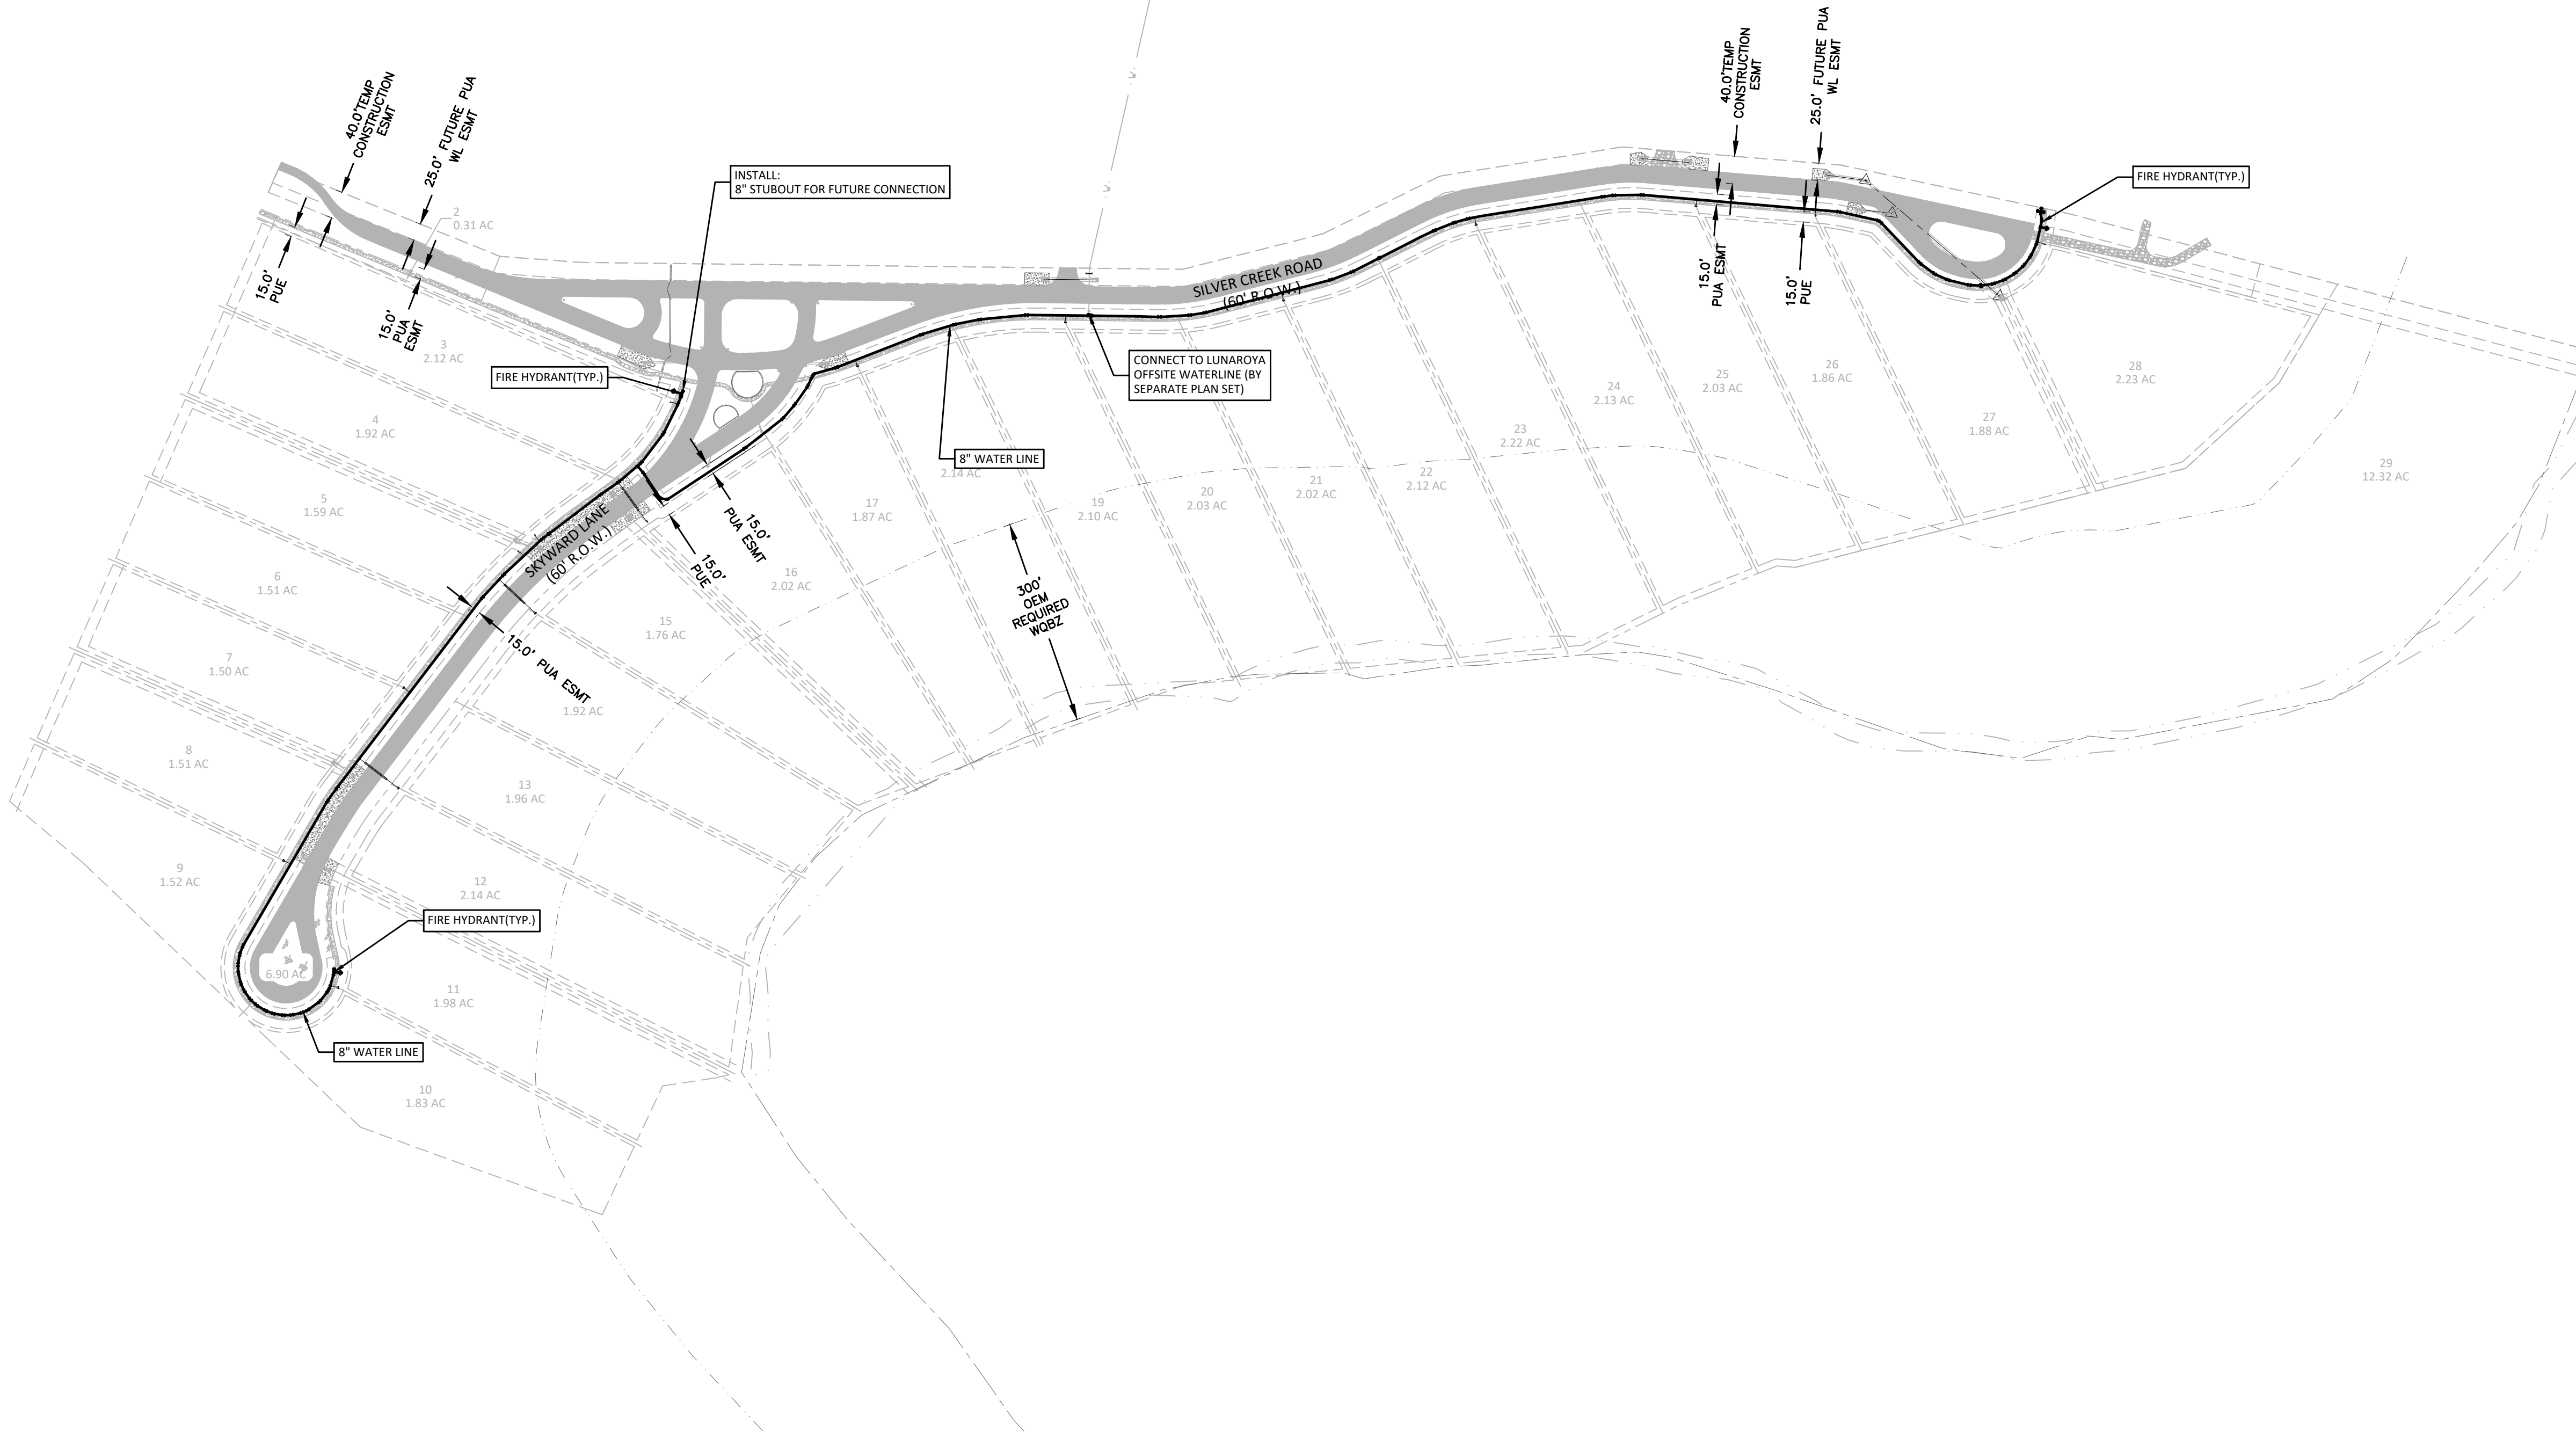 40.0'TEMP
CONSTRUCTION
ESMT
25.0' FUTURE PUA
WL ESMT
2
0.31 AC
15.0'
PUE
15.0'
PUA
ESMT
INSTALL:
8" STUBOUT FOR FUTURE CONNECTION
FIRE HYDRANT(TYP.)
40.0'TEMP
CONSTRUCTION
ESMT
25.0' FUTURE PUA
WL ESMT
FIRE HYDRANT(TYP.)
SILVER CREEK ROAD
(60' R.O.W.)
15.0'
PUA ESMT
15.0'
PUE
CONNECT TO LUNAROYA
OFFSITE WATERLINE (BY
SEPARATE PLAN SET)
8" WATER LINE
SKYWARD LANE
(60' R.O.W.)
15.0'
PUA ESMT
15.0'
PUE
15.0' PUA ESMT
300'
OEM
REQUIRED
WQBZ
3
2.12 AC
4
1.92 AC
5
1.59 AC
6
1.51 AC
7
1.50 AC
8
1.51 AC
9
1.52 AC
1
6.90 AC
10
1.83 AC
11
1.98 AC
12
2.14 AC
13
1.96 AC
1.92 AC
15
1.76 AC
16
2.02 AC
17
1.87 AC
2.14 AC
19
2.10 AC
20
2.03 AC
21
2.02 AC
22
2.12 AC
23
2.22 AC
24
2.13 AC
25
2.03 AC
26
1.86 AC
27
1.88 AC
28
2.23 AC
29
12.32 AC
FIRE HYDRANT(TYP.)
8" WATER LINE